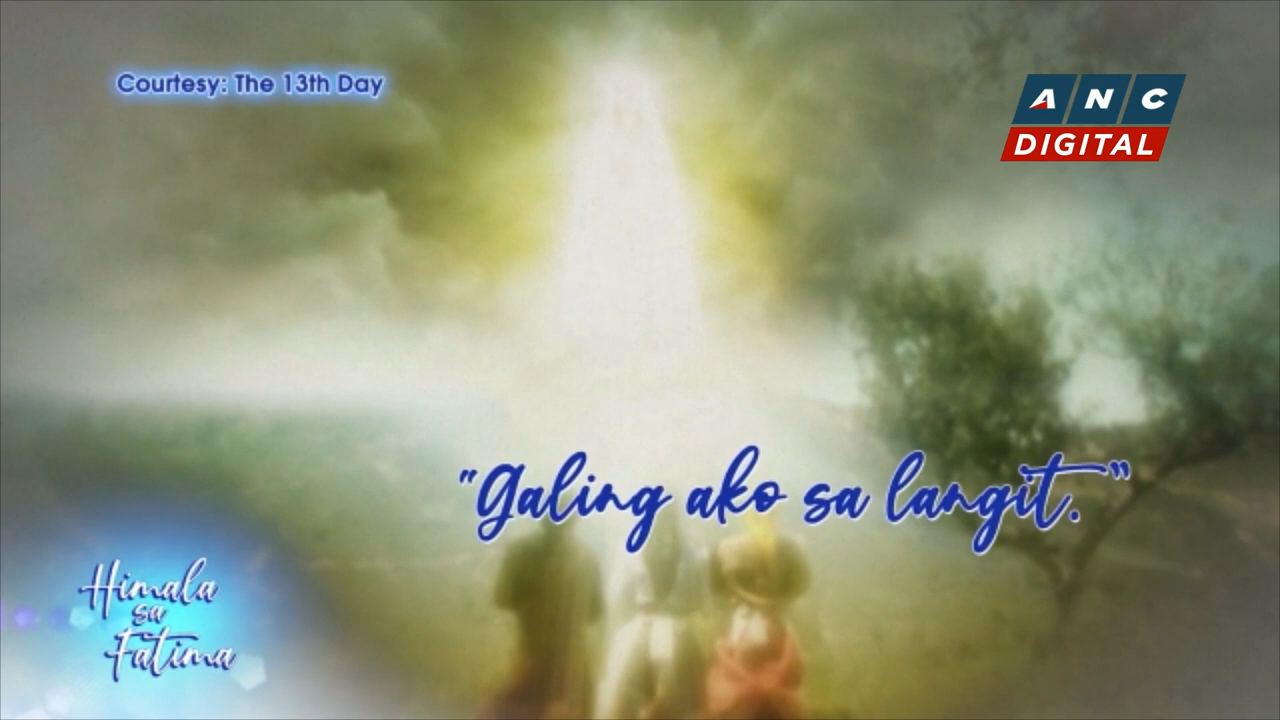 Courtesy: The 13th Day
ANC
DIGITAL
"Galing ako sa langit."
Himala
sa
Fatima